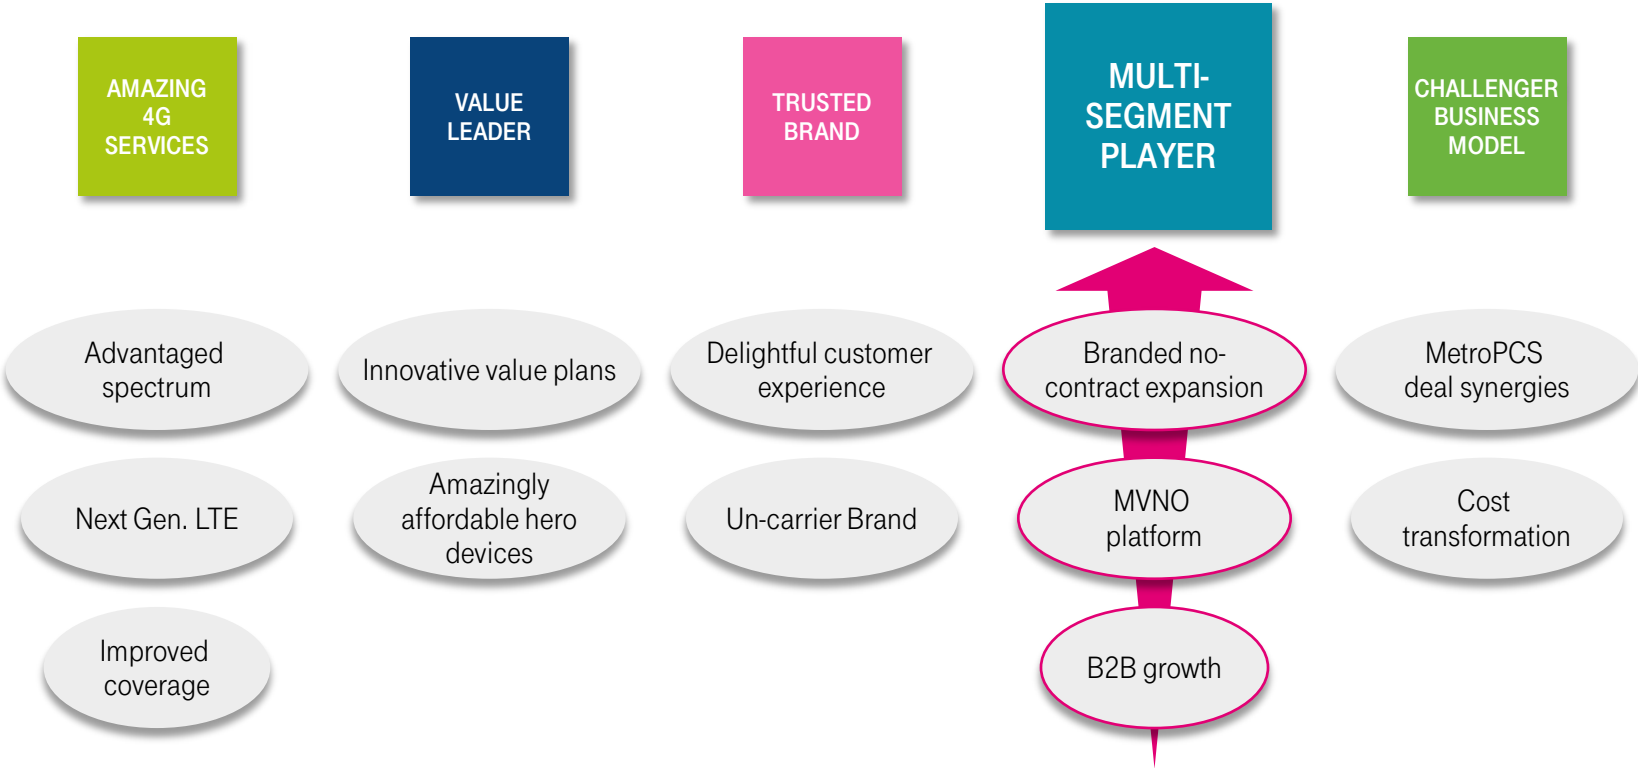 AMAZING
4G
SERVICES
VALUE
LEADER
TRUSTED
BRAND
MULTI-
SEGMENT
PLAYER
CHALLENGER
BUSINESS
MODEL
Advantaged
spectrum
Innovative value plans
Delightful customer
experience
Branded no-
contract expansion
MetroPCS
deal synergies
Next Gen. LTE
Amazingly
affordable hero
devices
Un-carrier Brand
MVNO
platform
Cost
transformation
Improved
coverage
B2B growth